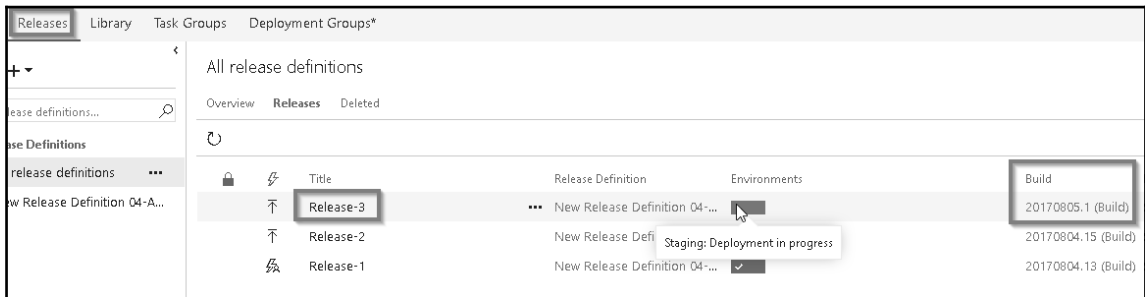 Releases Library Task Groups Deployment Groups*
All release definitions
Overview Releases Deleted
lease definitions...
ase Definitions
release definitions ...
ew Release Definition 04-A...
Title Release Definition Environments Build
Release-3 ... New Release Definition 04-... 20170805.1 (Build)
Release-2 New Release Defi 20170804.15 (Build)
Staging: Deployment in progress
Release-1 New Release Definition 04-... 20170804.13 (Build)